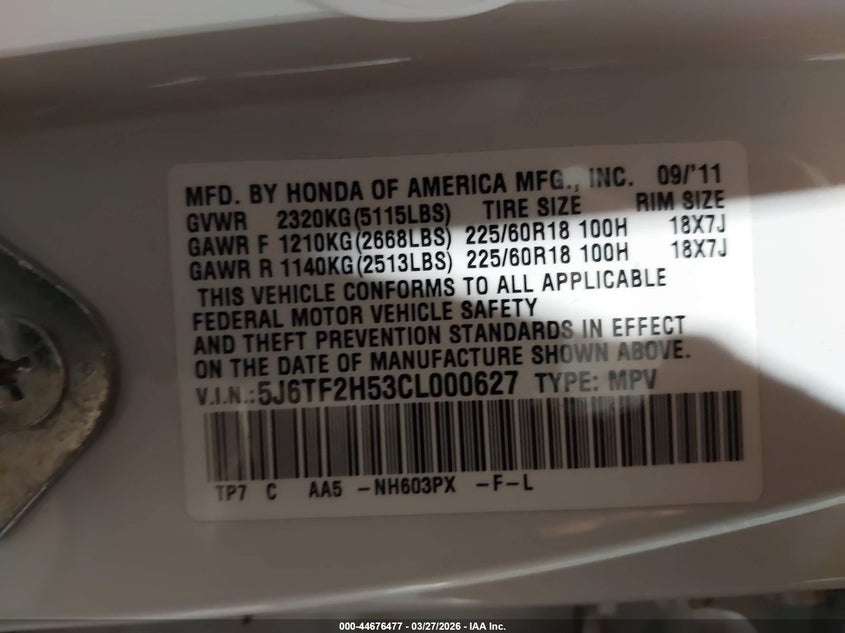 MFD. BY HONDA OF AMERICA MFG., INC. 09/'11
GVWR 2320KG(5115LBS) TIRE SIZE RIM SIZE
GAWR F 1210KG(2668LBS) 225/60R18 100H 18X7J
GAWR R 1140KG(2513LBS) 225/60R18 100H 18X7J
THIS VEHICLE CONFORMS TO ALL APPLICABLE
FEDERAL MOTOR VEHICLE SAFETY
AND THEFT PREVENTION STANDARDS IN EFFECT
ON THE DATE OF MANUFACTURE SHOWN ABOVE.
V.I.N.:5J6TF2H53CL000627 TYPE: MPV
TP7 C AA5 -NH603PX -F-L
000-44676477 - 03/27/2026 - IAA Inc.